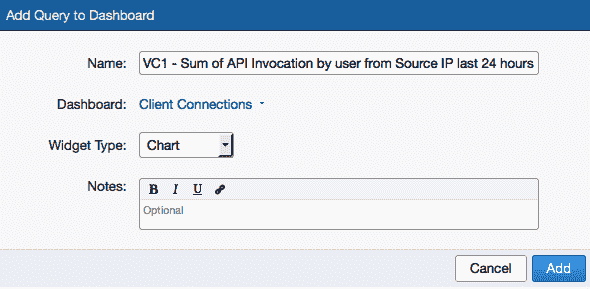 Add Query to Dashboard
Name: VC1 - Sum of API Invocation by user from Source IP last 24 hours
Dashboard: Client Connections
Widget Type: Chart
Notes: B I U
Optional
Cancel Add